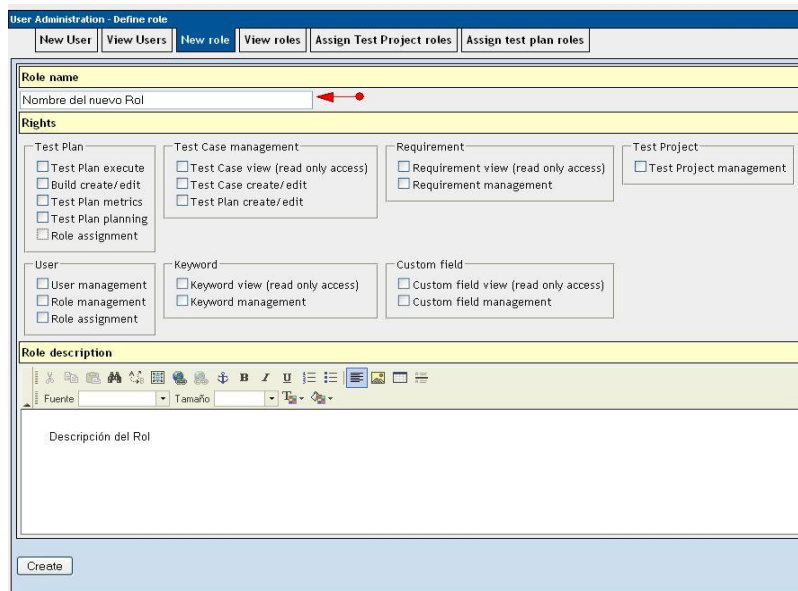 User Administration - Define role
New User View Users New role View roles Assign Test Project roles Assign test plan roles
Role name
Nombre del nuevo Rol
Rights
Test Plan Test Case management Requirement Test Project
Test Plan execute Test Case view (read only access) Requirement view (read only access) Test Project management
Build create/edit Test Case create/edit Requirement management
Test Plan metrics Test Plan create/edit
Test Plan planning
Role assignment
User Keyword Custom field
User management Keyword view (read only access) Custom field view (read only access)
Role management Keyword management Custom field management
Role assignment
Role description
B I U
Fuente Tamaño
Descripción del Rol
Create